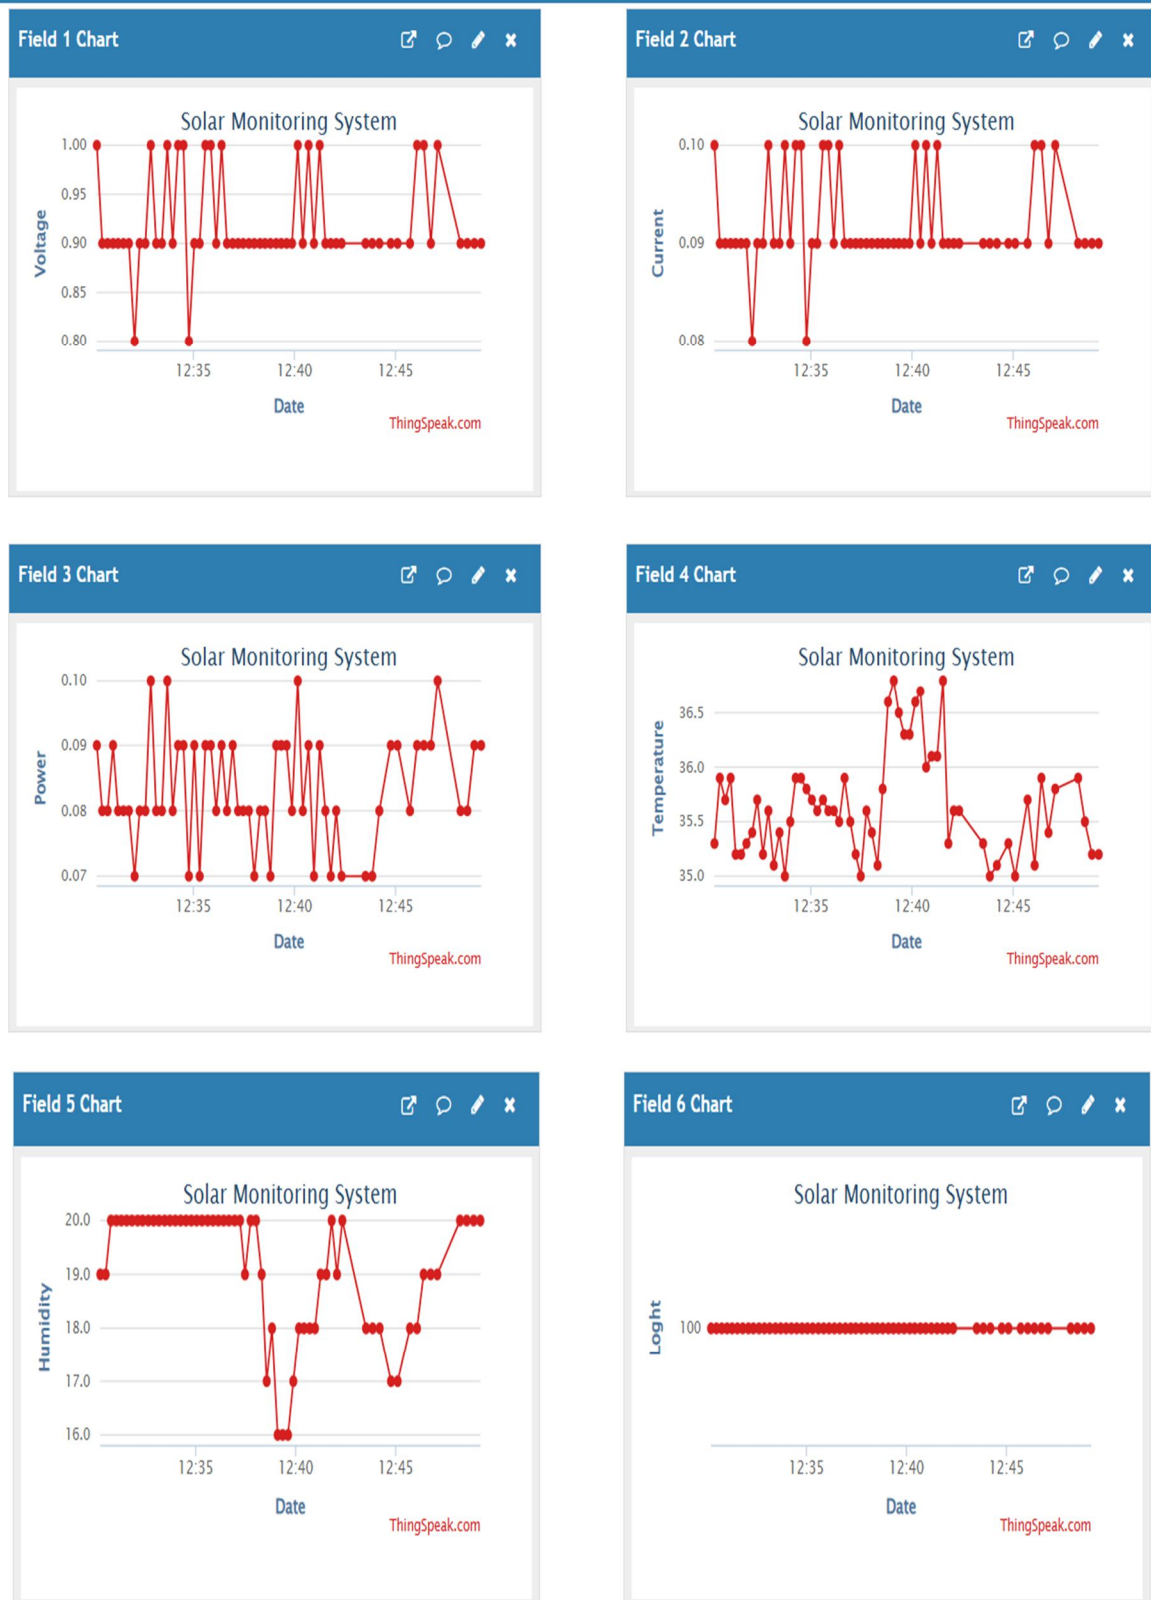 Field 1 Chart
Solar Monitoring System
1.00
0.95
0.90
0.85
0.80
Voltage
12:35 12:40 12:45
Date
ThingSpeak.com
Field 2 Chart
Solar Monitoring System
0.10
0.09
0.08
Current
12:35 12:40 12:45
Date
ThingSpeak.com
Field 3 Chart
Solar Monitoring System
0.10
0.09
0.08
0.07
Power
12:35 12:40 12:45
Date
ThingSpeak.com
Field 4 Chart
Solar Monitoring System
36.5
36.0
35.5
35.0
Temperature
12:35 12:40 12:45
Date
ThingSpeak.com
Field 5 Chart
Solar Monitoring System
20.0
19.0
18.0
17.0
16.0
Humidity
12:35 12:40 12:45
Date
ThingSpeak.com
Field 6 Chart
Solar Monitoring System
100
Loght
12:35 12:40 12:45
Date
ThingSpeak.com